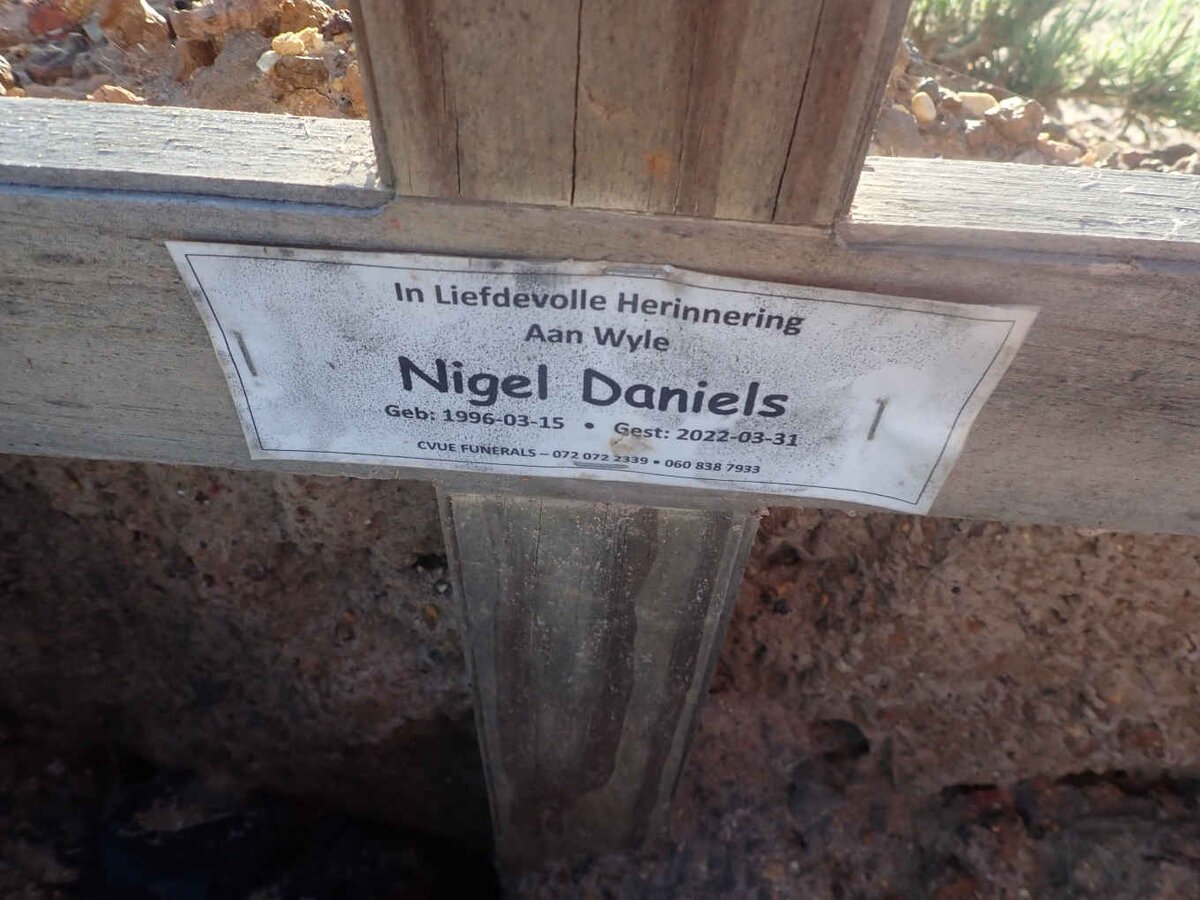 In Liefdevolle Herinnering
Aan Wyle
Nigel Daniels
Geb: 1996-03-15 • Gest: 2022-03-31
CVUE FUNERALS – 072 072 2339 • 060 838 7933